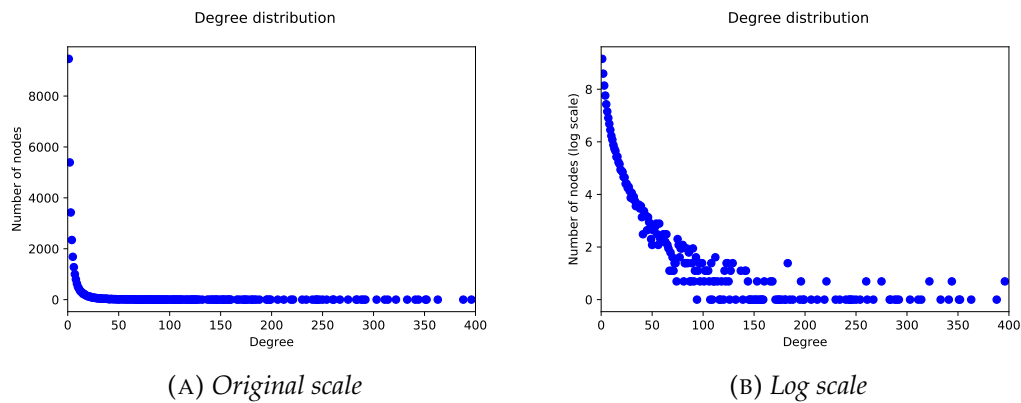 Degree distribution
Number of nodes
8000
6000
4000
2000
0
0 50 100 150 200 250 300 350 400
Degree
(A) Original scale
Degree distribution
Number of nodes (log scale)
8
6
4
2
0
0 50 100 150 200 250 300 350 400
Degree
(B) Log scale